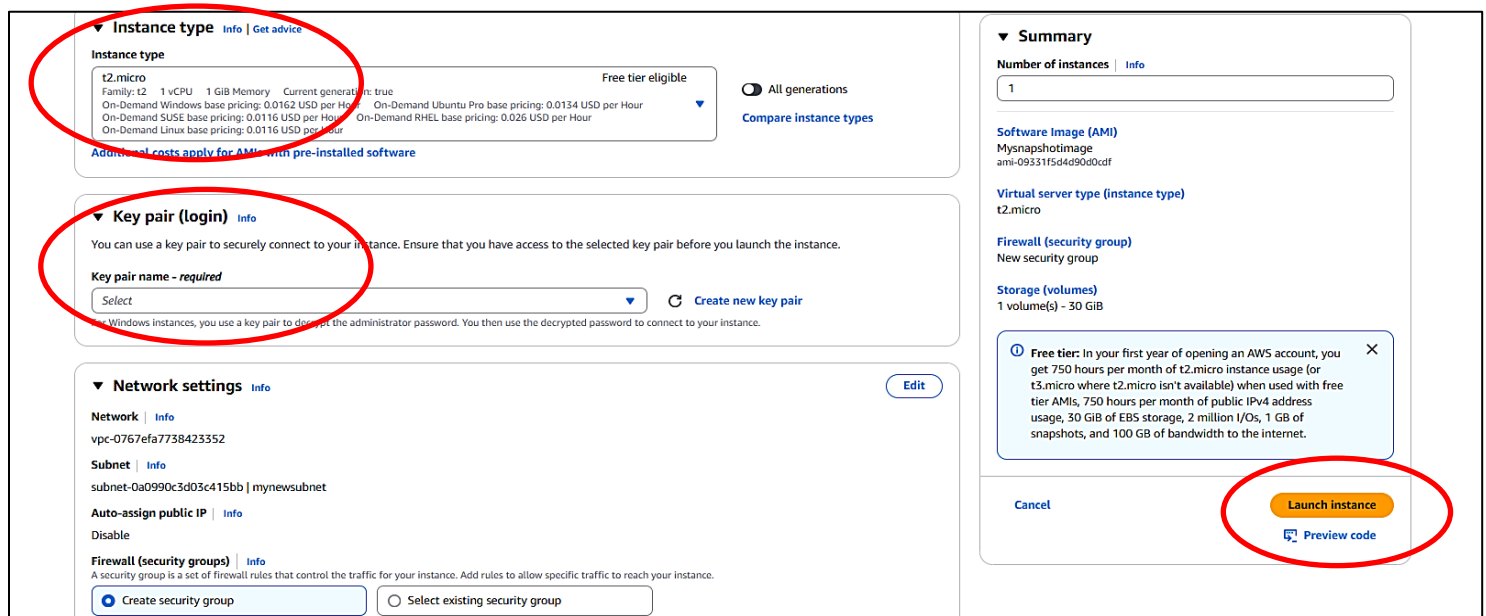 Instance type Info | Get advice
Instance type
t2.micro Free tier eligible
Family: t2 1 vCPU 1 GiB Memory Current generation: true
On-Demand Windows base pricing: 0.0162 USD per Hour On-Demand Ubuntu Pro base pricing: 0.0134 USD per Hour
On-Demand SUSE base pricing: 0.0116 USD per Hour On-Demand RHEL base pricing: 0.026 USD per Hour
On-Demand Linux base pricing: 0.0116 USD per Hour
All generations
Compare instance types
Additional costs apply for AMIs with pre-installed software
Key pair (login) Info
You can use a key pair to securely connect to your instance. Ensure that you have access to the selected key pair before you launch the instance.
Key pair name - required
Select
Create new key pair
For Windows instances, you use a key pair to decrypt the administrator password. You then use the decrypted password to connect to your instance.
Network settings Info
Edit
Network | Info
vpc-0767efa7738423352
Subnet | Info
subnet-0a0990c3d03c415bb | mynewsubnet
Auto-assign public IP | Info
Disable
Firewall (security groups) | Info
A security group is a set of firewall rules that control the traffic for your instance. Add rules to allow specific traffic to reach your instance.
Create security group
Select existing security group
Summary
Number of instances | Info
1
Software Image (AMI)
Mysnapshotimage
ami-09331f5d4d90d0cdf
Virtual server type (instance type)
t2.micro
Firewall (security group)
New security group
Storage (volumes)
1 volume(s) - 30 GiB
Free tier: In your first year of opening an AWS account, you
get 750 hours per month of t2.micro instance usage (or
t3.micro where t2.micro isn't available) when used with free
tier AMIs, 750 hours per month of public IPv4 address
usage, 30 GiB of EBS storage, 2 million I/Os, 1 GB of
snapshots, and 100 GB of bandwidth to the internet.
Cancel
Launch instance
Preview code